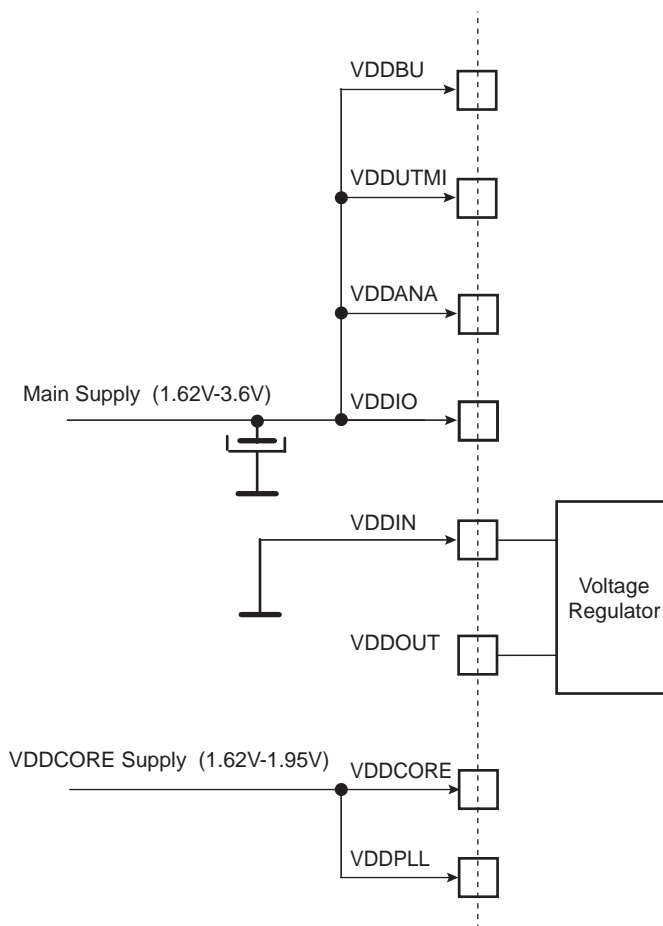 VDDBU
VDDUTMI
VDDANA
Main Supply (1.62V-3.6V)
VDDIO
VDDIN
Voltage
Regulator
VDDOUT
VDDCORE Supply (1.62V-1.95V)
VDDCORE
VDDPLL